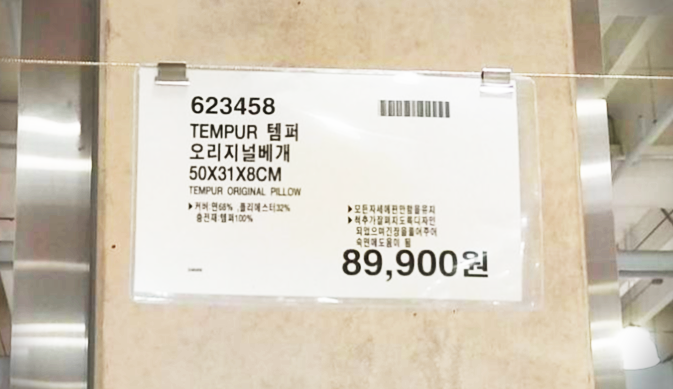 623458
TEMPUR 템퍼
오리지널베개
50X31X8CM
TEMPUR ORIGINAL PILLOW
▶커버:면68% ,폴리에스터32%
충전재:템퍼100%
▶모든자세에편안함을유지
▶척추가잘펴지도록디자인
되었으며긴장을풀어주어
숙면에도움이 됨
89,900원